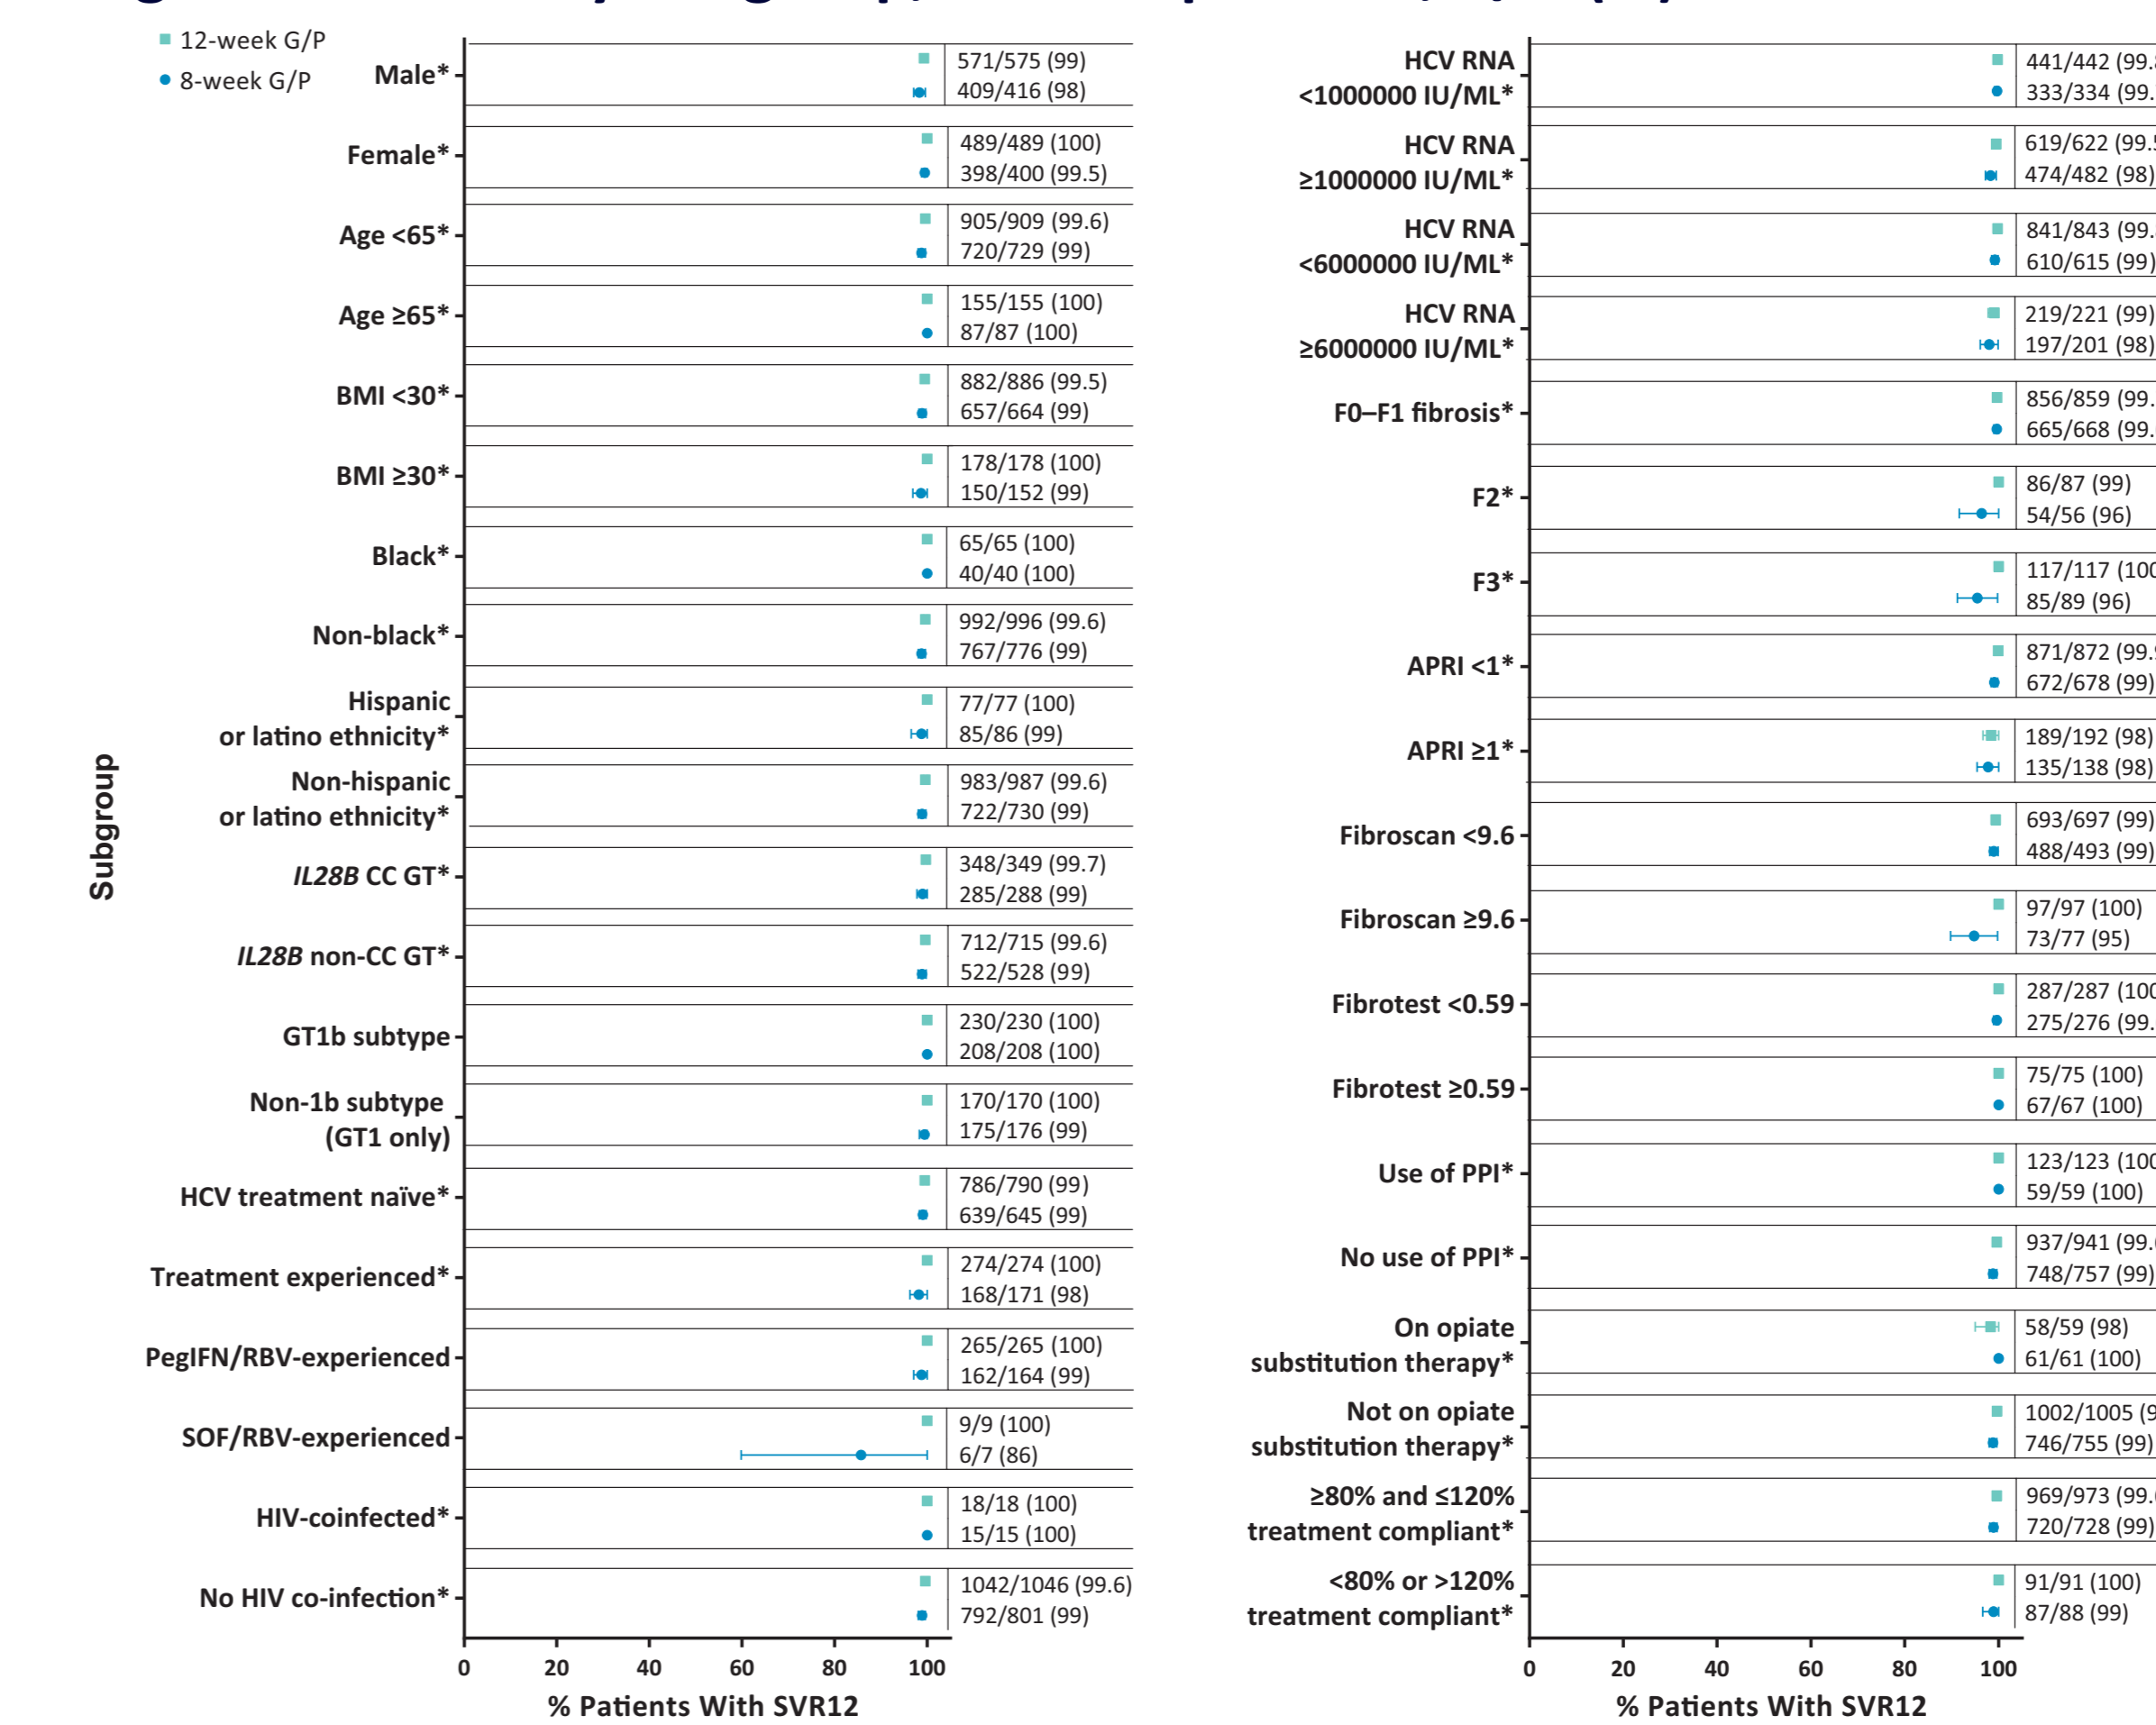 12-week G/P
8-week G/P
Subgroup
Male*
571/575 (99)
409/416 (98)
Female*
489/489 (100)
398/400 (99.5)
Age <65*
905/909 (99.6)
720/729 (99)
Age ≥65*
155/155 (100)
87/87 (100)
BMI <30*
882/886 (99.5)
657/664 (99)
BMI ≥30*
178/178 (100)
150/152 (99)
Black*
65/65 (100)
40/40 (100)
Non-black*
992/996 (99.6)
767/776 (99)
Hispanic
or latino ethnicity*
77/77 (100)
85/86 (99)
Non-hispanic
or latino ethnicity*
983/987 (99.6)
722/730 (99)
IL28B CC GT*
348/349 (99.7)
285/288 (99)
IL28B non-CC GT*
712/715 (99.6)
522/528 (99)
GT1b subtype
230/230 (100)
208/208 (100)
Non-1b subtype
(GT1 only)
170/170 (100)
175/176 (99)
HCV treatment naïve*
786/790 (99)
639/645 (99)
Treatment experienced*
274/274 (100)
168/171 (98)
PegIFN/RBV-experienced
265/265 (100)
162/164 (99)
SOF/RBV-experienced
9/9 (100)
6/7 (86)
HIV-coinfected*
18/18 (100)
15/15 (100)
No HIV co-infection*
1042/1046 (99.6)
792/801 (99)
0 20 40 60 80 100
% Patients With SVR12
HCV RNA
<1000000 IU/ML*
441/442 (99.
333/334 (99.
HCV RNA
≥1000000 IU/ML*
619/622 (99.5
474/482 (98)
HCV RNA
<6000000 IU/ML*
841/843 (99.
610/615 (99)
HCV RNA
≥6000000 IU/ML*
219/221 (99)
197/201 (98)
F0–F1 fibrosis*
856/859 (99.
665/668 (99.
F2*
86/87 (99)
54/56 (96)
F3*
117/117 (100
85/89 (96)
APRI <1*
871/872 (99.9
672/678 (99)
APRI ≥1*
189/192 (98)
135/138 (98)
Fibroscan <9.6
693/697 (99)
488/493 (99)
Fibroscan ≥9.6
97/97 (100)
73/77 (95)
Fibrotest <0.59
287/287 (100
275/276 (99.
Fibrotest ≥0.59
75/75 (100)
67/67 (100)
Use of PPI*
123/123 (100
59/59 (100)
No use of PPI*
937/941 (99.6
748/757 (99)
On opiate
substitution therapy*
58/59 (98)
61/61 (100)
Not on opiate
substitution therapy*
1002/1005 (9
746/755 (99)
≥80% and ≤120%
treatment compliant*
969/973 (99.6
720/728 (99)
<80% or >120%
treatment compliant*
91/91 (100)
87/88 (99)
0 20 40 60 80 100
% Patients With SVR12